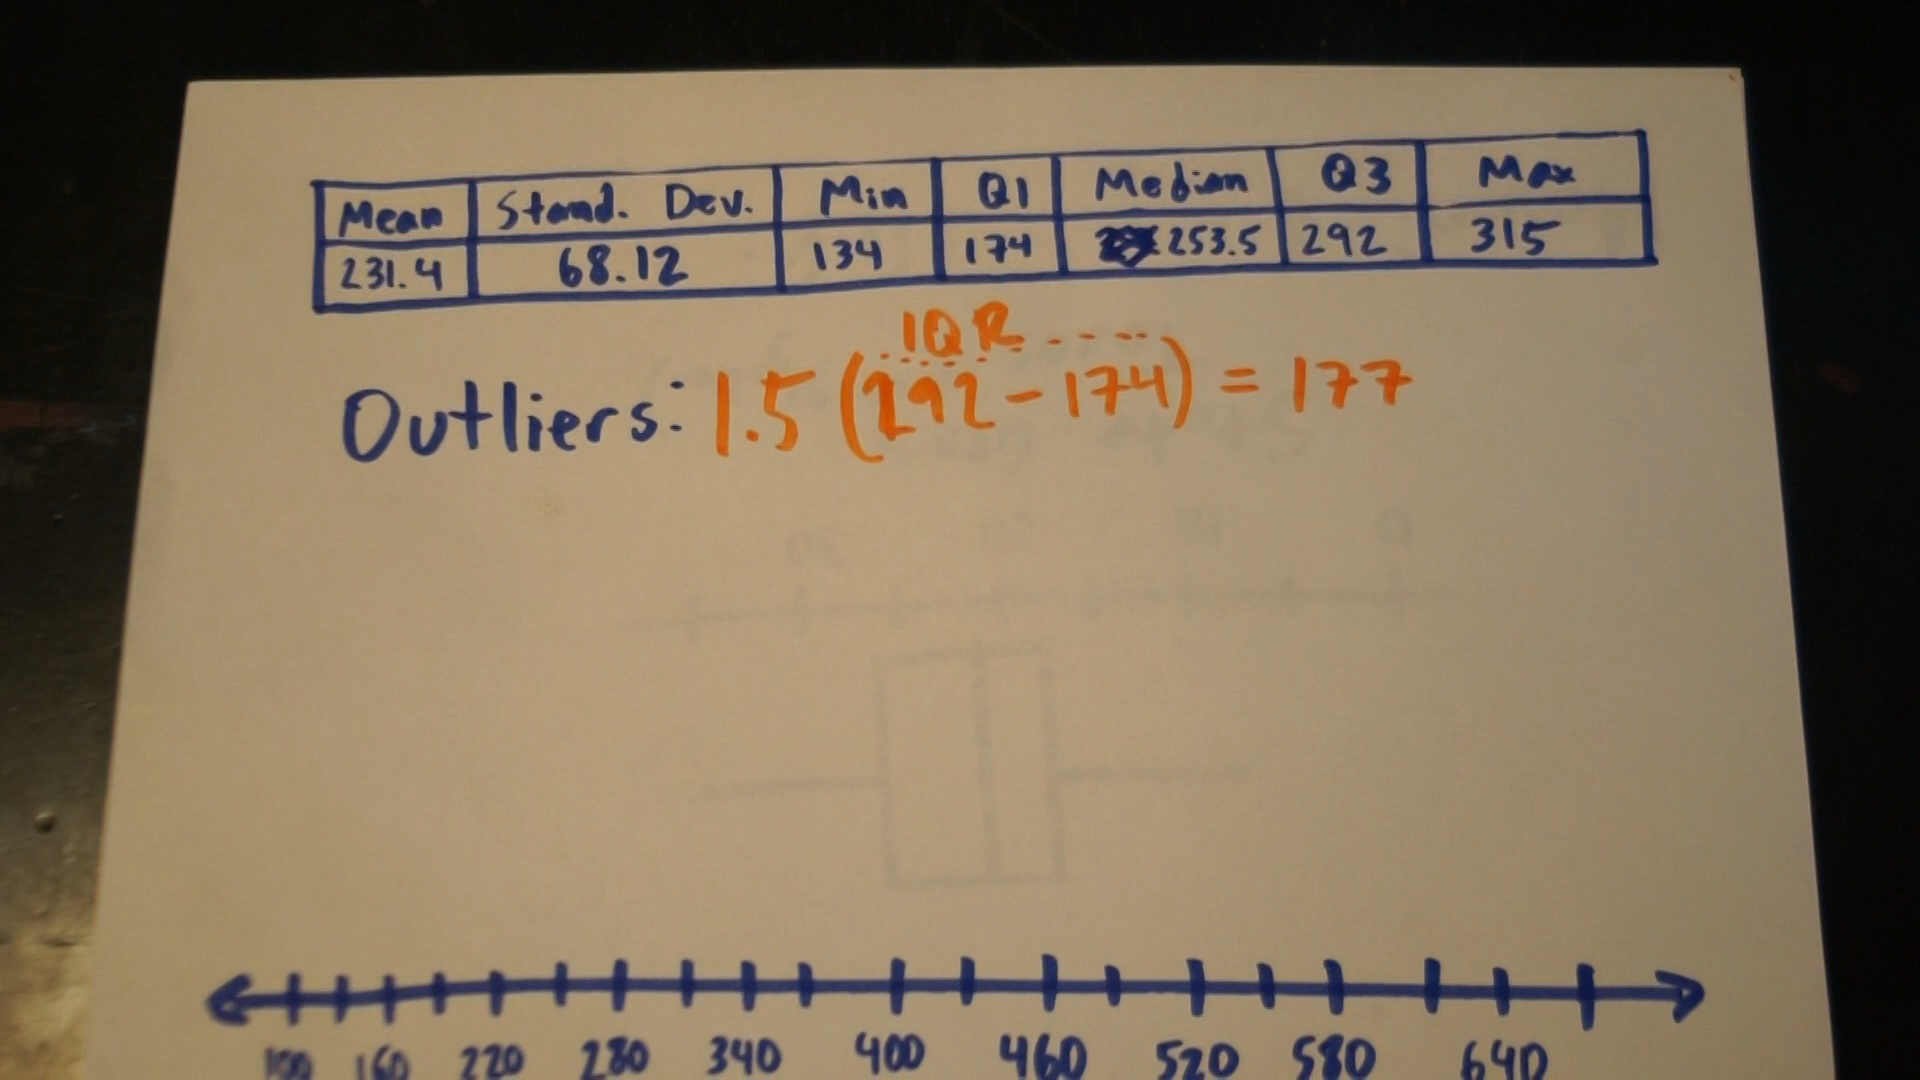 Mean Stand. Dev. Min Q1 Median Q3 Max
231.4 68.12 134 174 253.5 292 315
IQR
Outliers: 1.5 (292-174) = 177
100 160 220 280 340 400 460 520 580 640